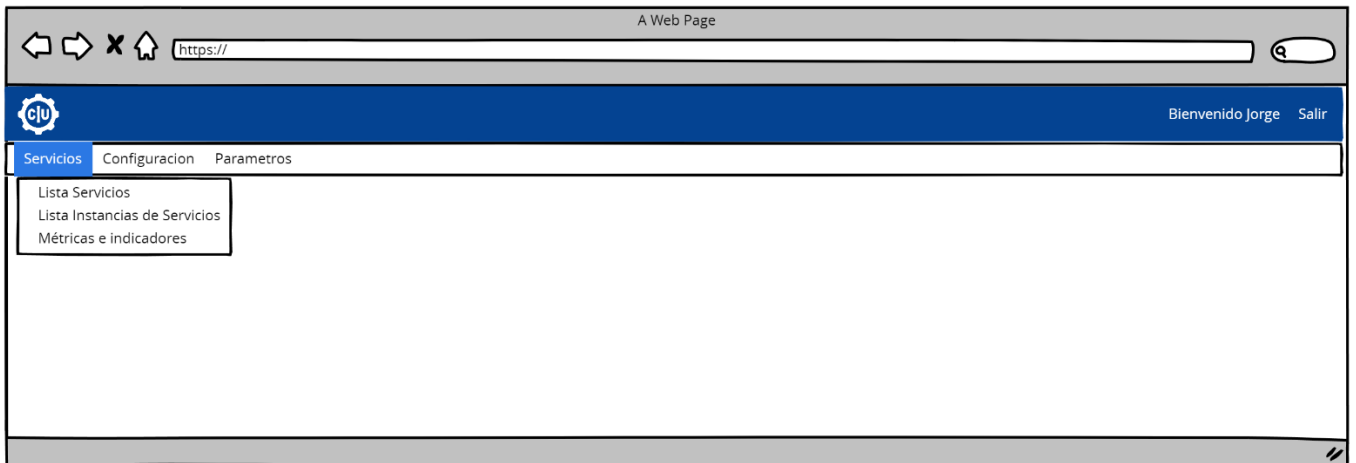 A Web Page
https://
c|u
Bienvenido Jorge Salir
Servicios Configuracion Parametros
Lista Servicios
Lista Instancias de Servicios
Métricas e indicadores